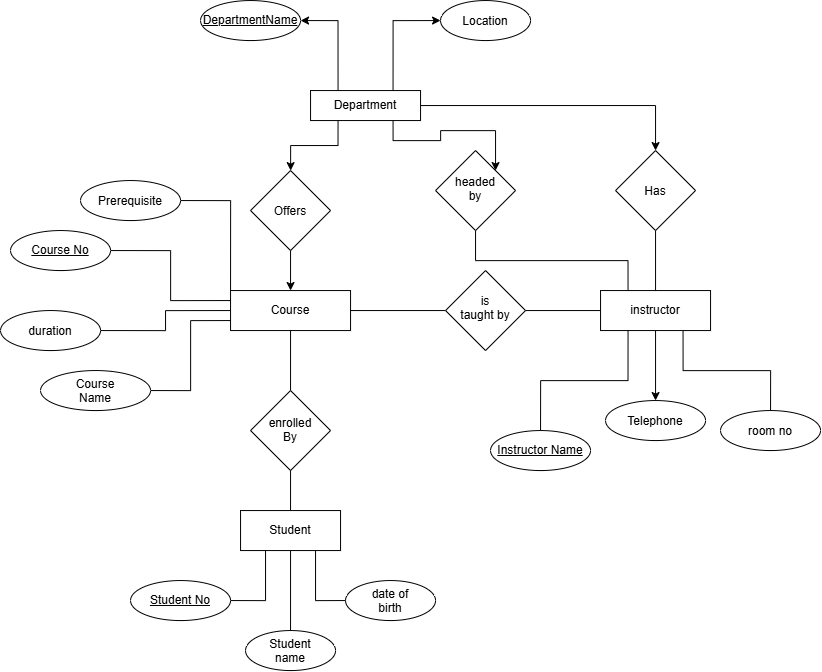 DepartmentName
Location
Department
Prerequisite
Offers
headed
by
Has
Course No
duration
Course
is
taught by
instructor
Course
Name
enrolled
By
Instructor Name
Telephone
room no
Student
Student No
date of
birth
Student
name